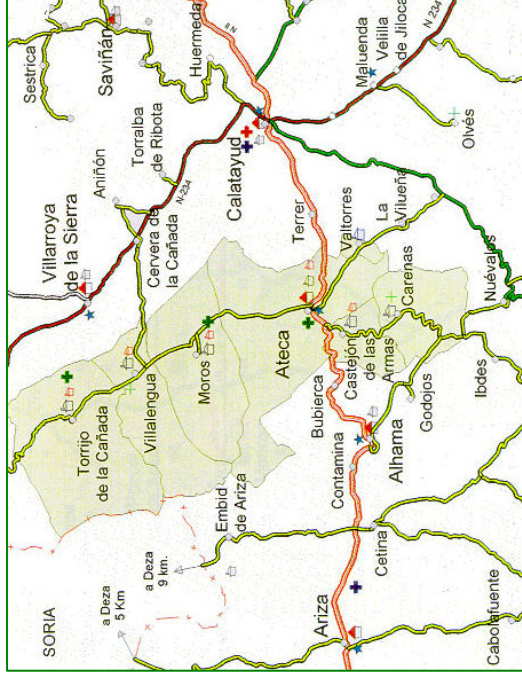 SORIA
a Deza
5 Km
a Deza
9 km.
Torrijo
de la Cañada
Villarroya
de la Sierra
Sestrica
Saviñán
Aniñón
Villalengua
Cervera de
la Cañada
Torralba
de Ribota
N-234
Huermeda
II N
Embid
de Ariza
Moros
Calatayud
Ateca
Terrer
Ariza
Contamina
Bubierca
Castejón
de las
Armas
Valtorres
La
Vilueña
Maluenda
Velilla
de Jiloca
N 234
Cetina
Alhama
Godojos
Carenas
Olvés
Cabolafuente
Ibdes
Nuévalos